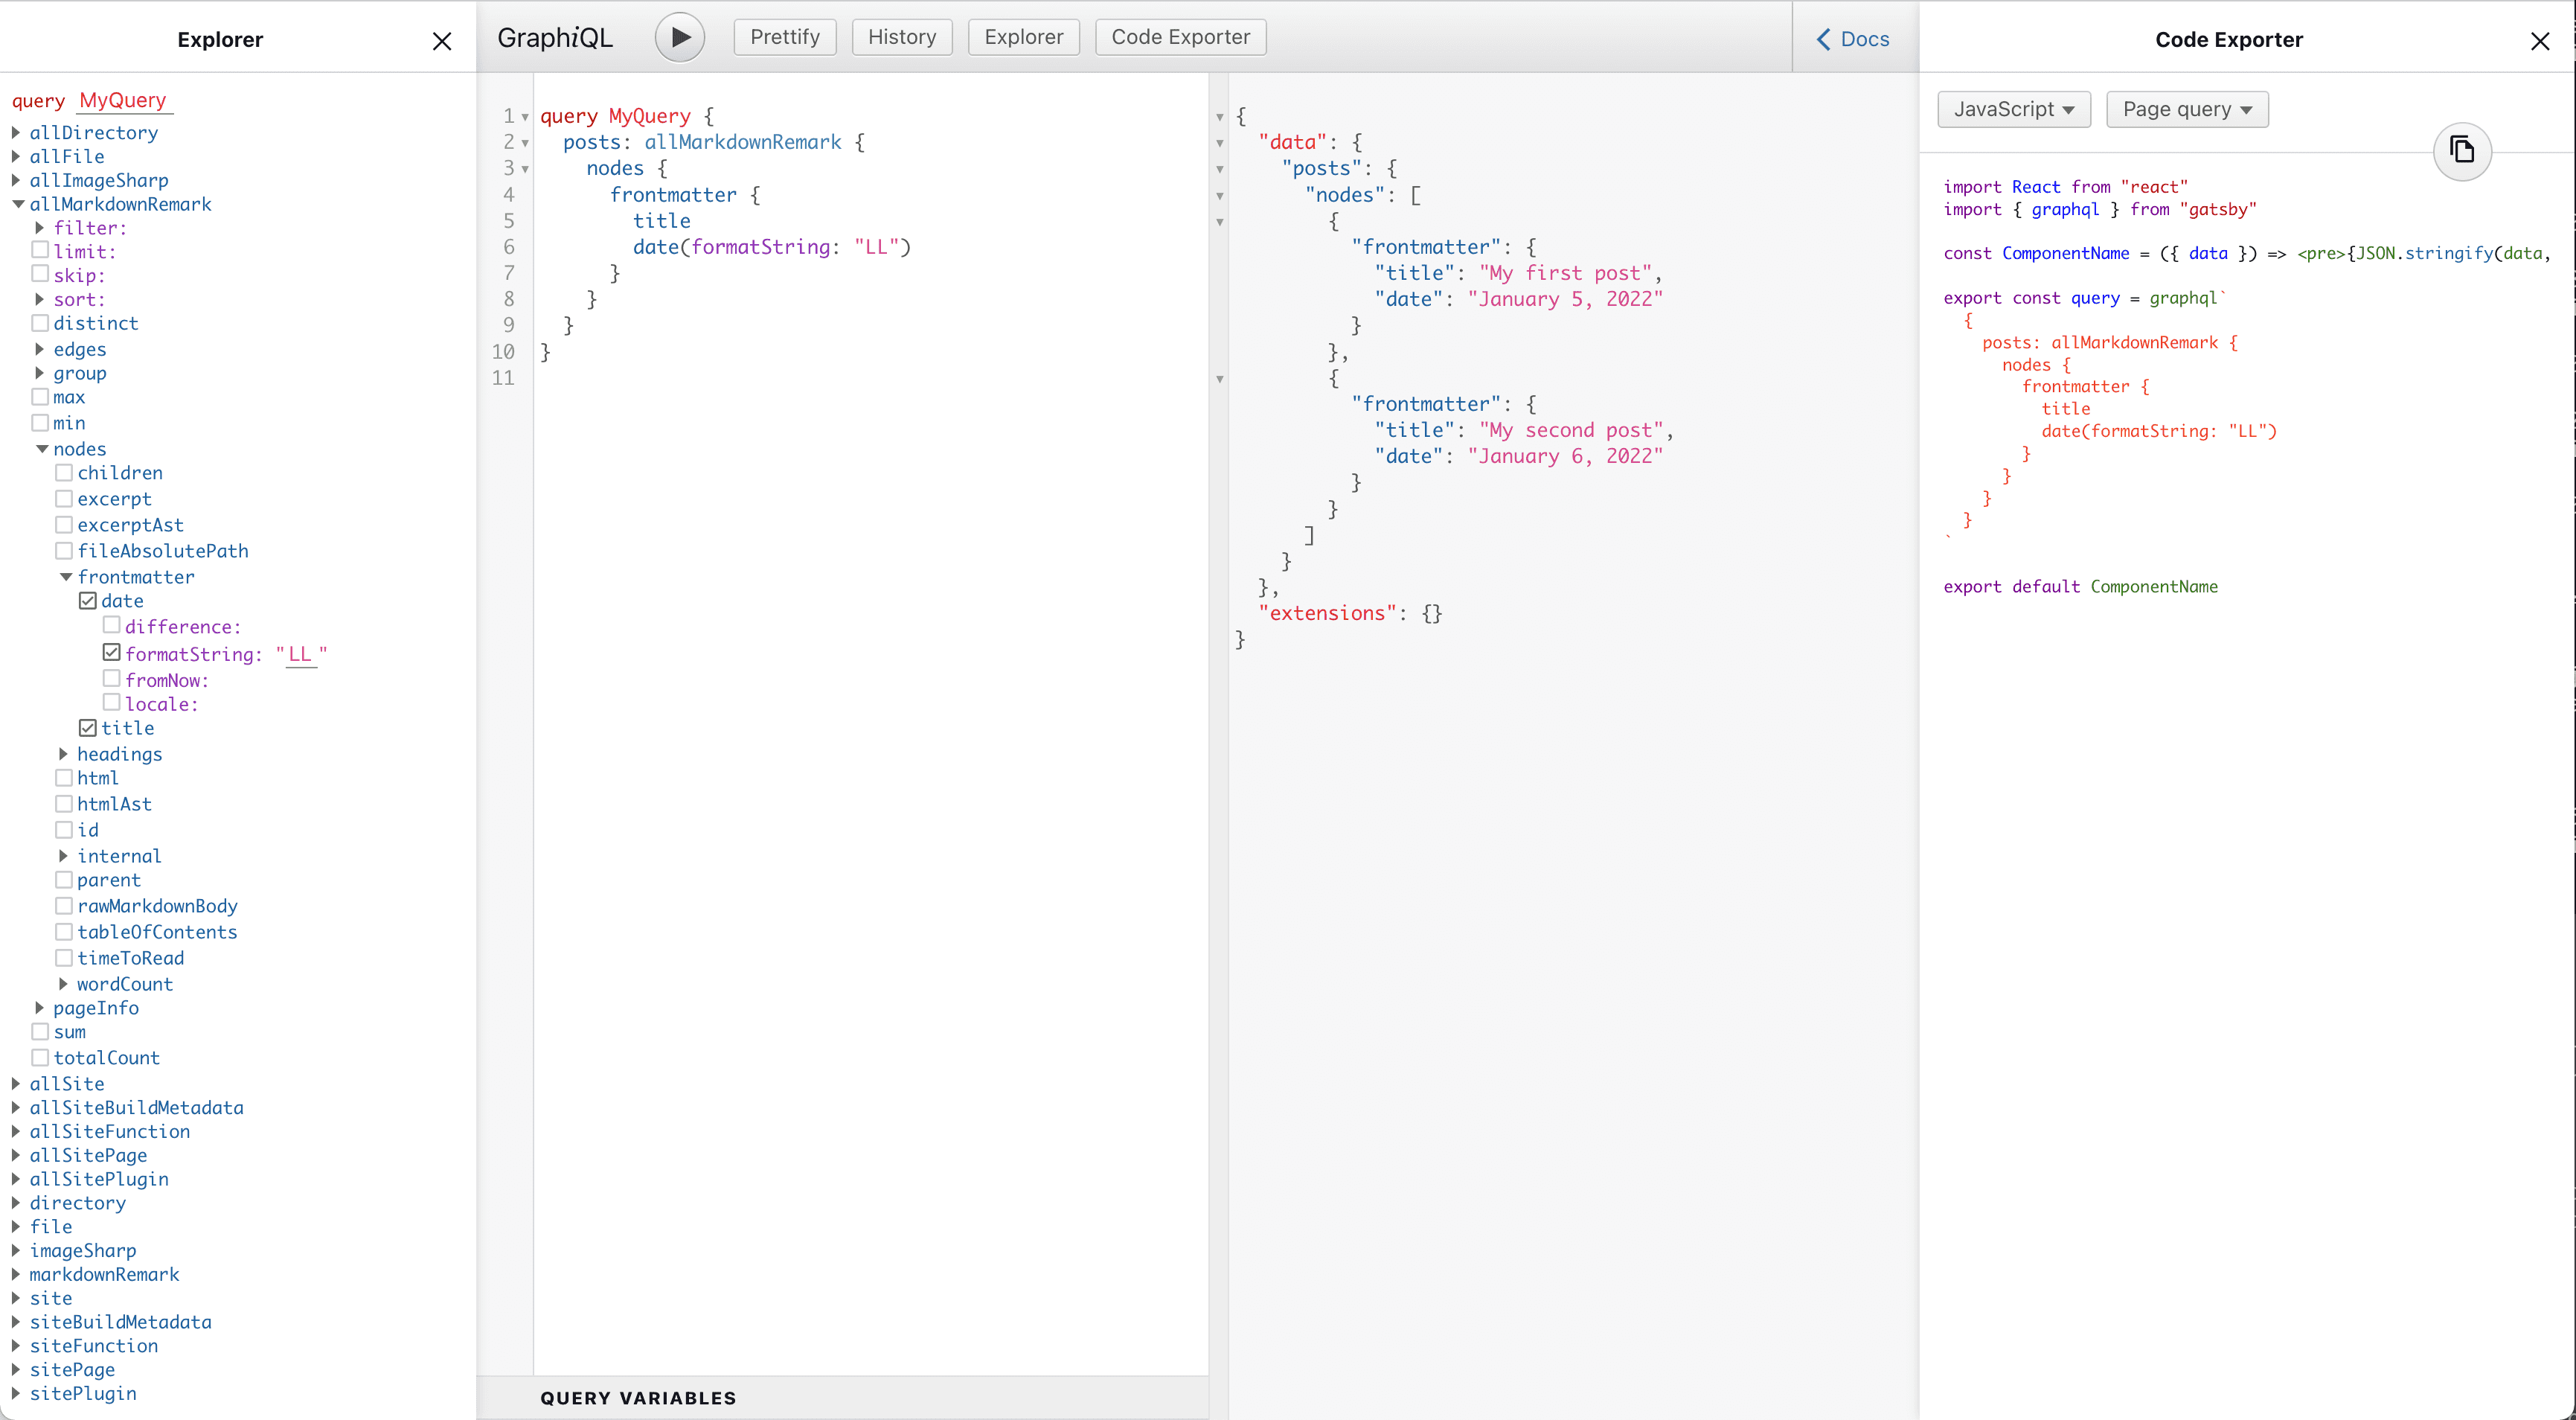 Explorer
query MyQuery
allDirectory
allFile
allImageSharp
allMarkdownRemark
filter:
limit:
skip:
sort:
distinct
edges
group
max
min
nodes
children
excerpt
excerptAst
fileAbsolutePath
frontmatter
date
difference:
formatString: "LL"
fromNow:
locale:
title
headings
html
htmlAst
id
internal
parent
rawMarkdownBody
tableOfContents
timeToRead
wordCount
pageInfo
sum
totalCount
allSite
allSiteBuildMetadata
allSiteFunction
allSitePage
allSitePlugin
directory
file
imageSharp
markdownRemark
site
siteBuildMetadata
siteFunction
sitePage
sitePlugin
GraphiQL Prettify History Explorer Code Exporter Docs
1 query MyQuery {
2 posts: allMarkdownRemark {
3 nodes {
4 frontmatter {
5 title
6 date(formatString: "LL")
7 }
8 }
9 }
10 }
11
QUERY VARIABLES
{
"data": {
"posts": {
"nodes": [
{
"frontmatter": {
"title": "My first post",
"date": "January 5, 2022"
}
},
{
"frontmatter": {
"title": "My second post",
"date": "January 6, 2022"
}
}
]
}
},
"extensions": {}
}
Code Exporter
JavaScript Page query
import React from "react"
import { graphql } from "gatsby"
const ComponentName = ({ data }) => <pre>{JSON.stringify(data,
export const query = graphql`
{
posts: allMarkdownRemark {
nodes {
frontmatter {
title
date(formatString: "LL")
}
}
}
}
`
export default ComponentName